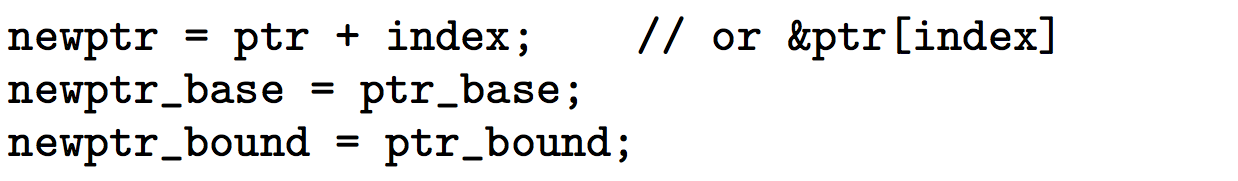 newptr = ptr + index;    // or &ptr[index]
newptr_base = ptr_base;
newptr_bound = ptr_bound;